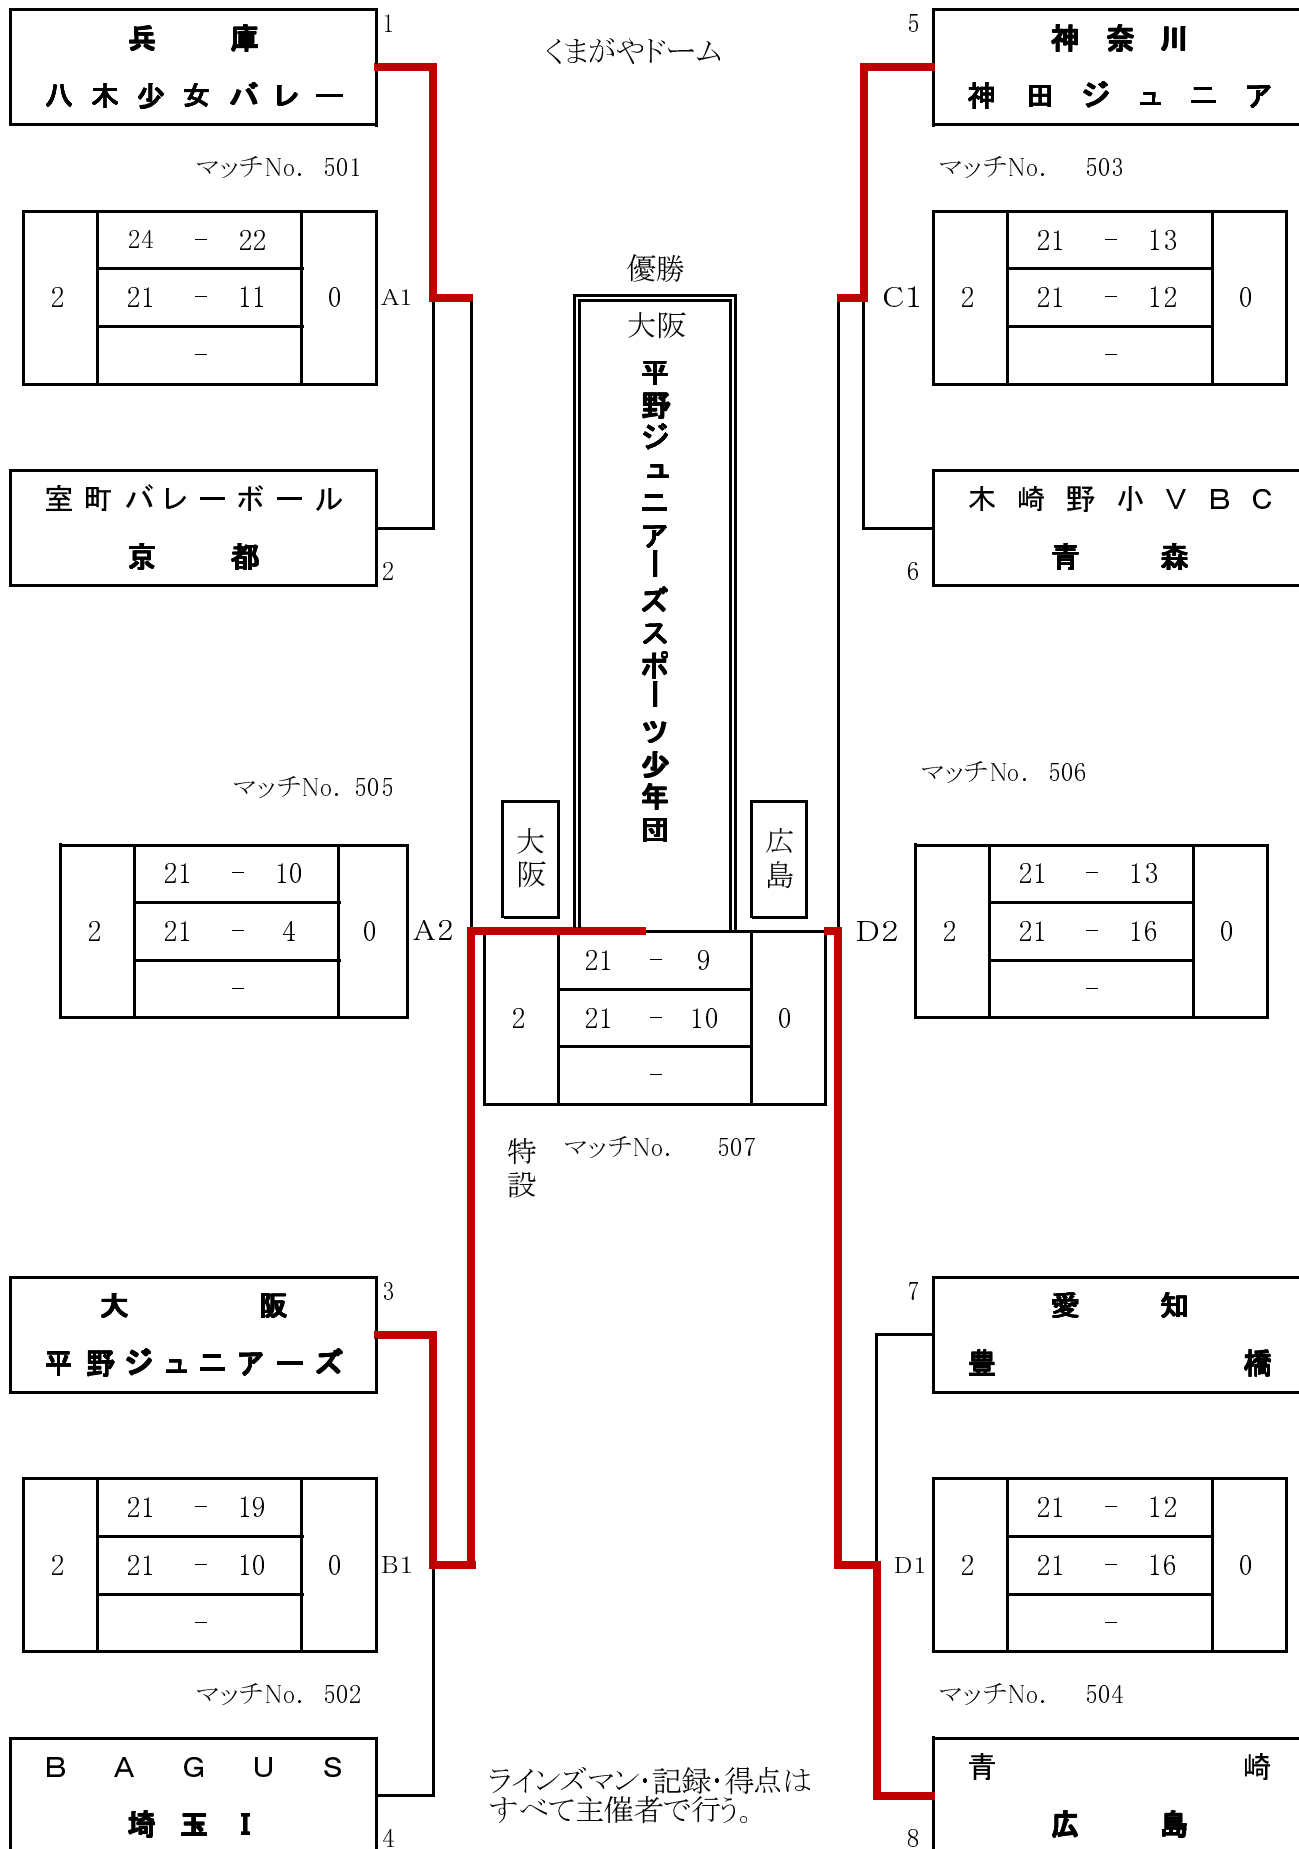 兵庫
八木少女バレー
1
くまがやドーム
5
神奈川
神田ジュニア
マッチNo. 501
マッチNo. 503
24 - 22
2 21 - 11 0 A1
-
21 - 13
C1 2 21 - 12 0
-
優勝
大阪
平野ジュニアーズスポーツ少年団
室町バレーボール
京都
2
木崎野小VBC
青森
6
マッチNo. 505
マッチNo. 506
大阪
広島
21 - 10
2 21 - 4 0 A2
-
21 - 13
D2 2 21 - 16 0
-
21 - 9
2 21 - 10 0
-
特設
マッチNo. 507
3
大阪
平野ジュニアーズ
7
愛知
豊橋
21 - 19
2 21 - 10 0 B1
-
21 - 12
D1 2 21 - 16 0
-
マッチNo. 502
マッチNo. 504
BAGUS
埼玉I
4
ラインズマン・記録・得点は
すべて主催者で行う。
青崎
広島
8